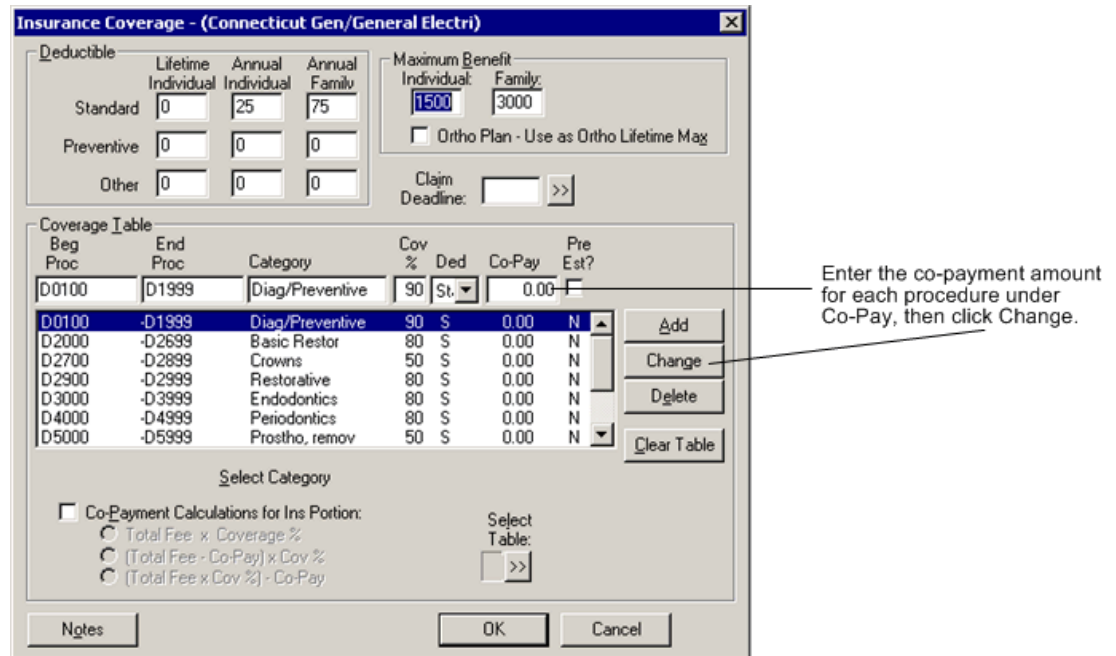 Insurance Coverage - (Connecticut Gen/General Electri)
Deductible
Lifetime Individual Annual Individual Annual Family
Standard 0 25 75
Preventive 0 0 0
Other 0 0 0
Maximum Benefit
Individual: Family:
1500 3000
Ortho Plan - Use as Ortho Lifetime Max
Claim Deadline: >>
Coverage Table
Beg Proc End Proc Category Cov % Ded Co-Pay Pre Est?
D0100 D1999 Diag/Preventive 90 St. 0.00
D0100 -D1999 Diag/Preventive 90 S 0.00 N
D2000 -D2699 Basic Restor 80 S 0.00 N
D2700 -D2899 Crowns 50 S 0.00 N
D2900 -D2999 Restorative 80 S 0.00 N
D3000 -D3999 Endodontics 80 S 0.00 N
D4000 -D4999 Periodontics 80 S 0.00 N
D5000 -D5999 Prostho, remov 50 S 0.00 N
Add
Change
Delete
Clear Table
Select Category
Co-Payment Calculations for Ins Portion:
Total Fee x Coverage %
(Total Fee - Co-Pay) x Cov %
(Total Fee x Cov %) - Co-Pay
Select
Table:
>>
Notes
OK
Cancel
Enter the co-payment amount
for each procedure under
Co-Pay, then click Change.